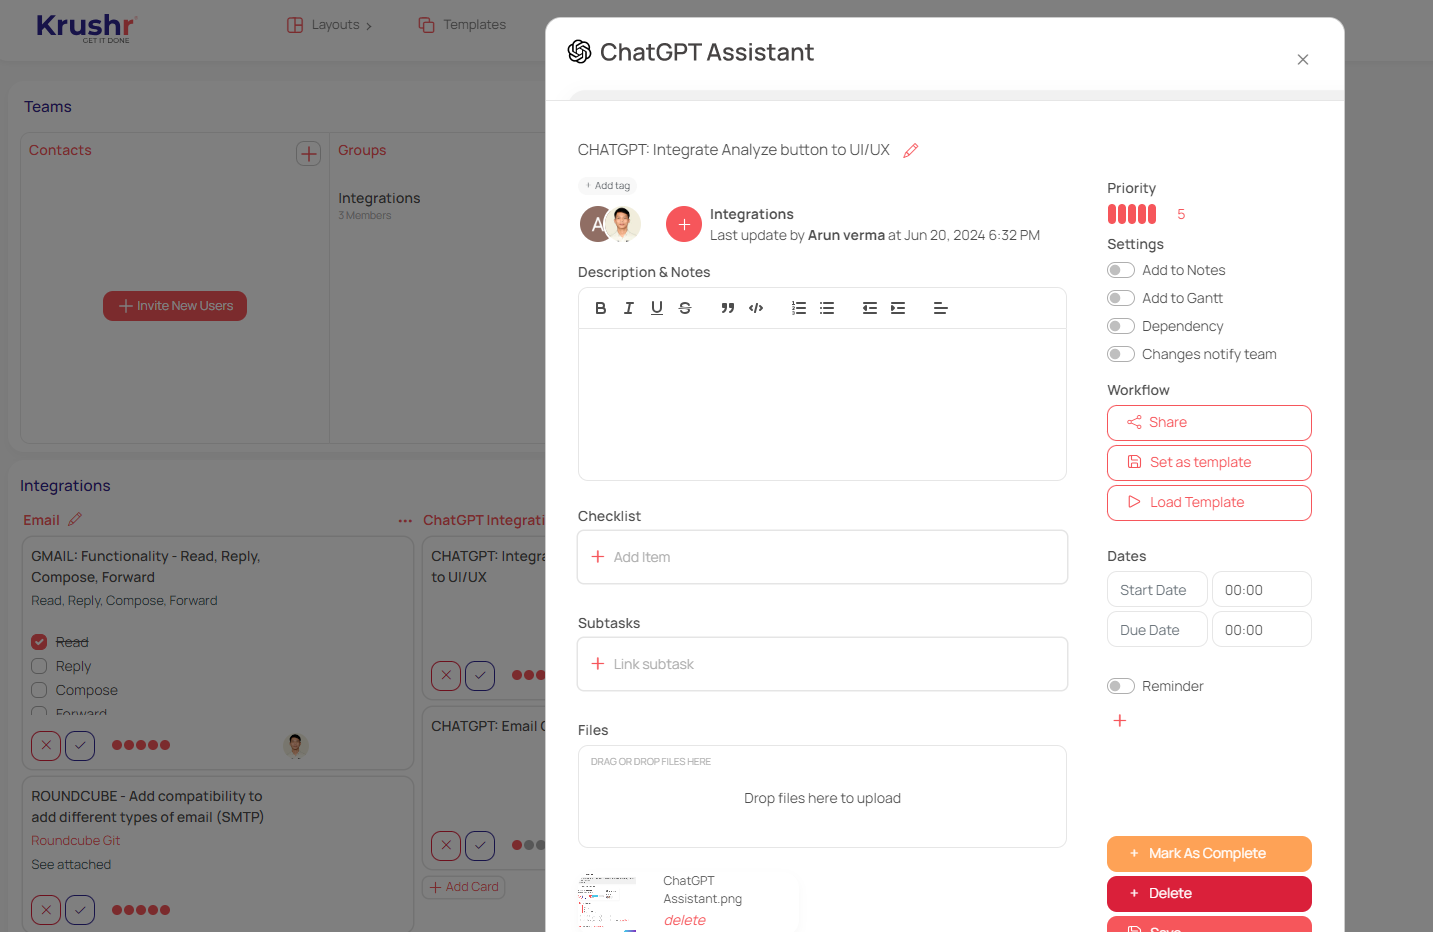 Krushr
GET IT DONE
Layouts
Templates
Teams
Contacts
Groups
Integrations
3 Members
Invite New Users
Integrations
Email
GMAIL: Functionality - Read, Reply,
Compose, Forward
Read, Reply, Compose, Forward
Read
Reply
Compose
Forward
ROUNDCUBE - Add compatibility to
add different types of email (SMTP)
Roundcube Git
See attached
ChatGPT Integrati
CHATGPT: Integra
to UI/UX
CHATGPT: Email
Add Card
ChatGPT Assistant
CHATGPT: Integrate Analyze button to UI/UX
+ Add tag
A
Integrations
Last update by Arun verma at Jun 20, 2024 6:32 PM
Description & Notes
Checklist
Add Item
Subtasks
Link subtask
Files
DRAG OR DROP FILES HERE
Drop files here to upload
ChatGPT
Assistant.png
delete
Priority
5
Settings
Add to Notes
Add to Gantt
Dependency
Changes notify team
Workflow
Share
Set as template
Load Template
Dates
Start Date 00:00
Due Date 00:00
Reminder
+ Mark As Complete
+ Delete
Save